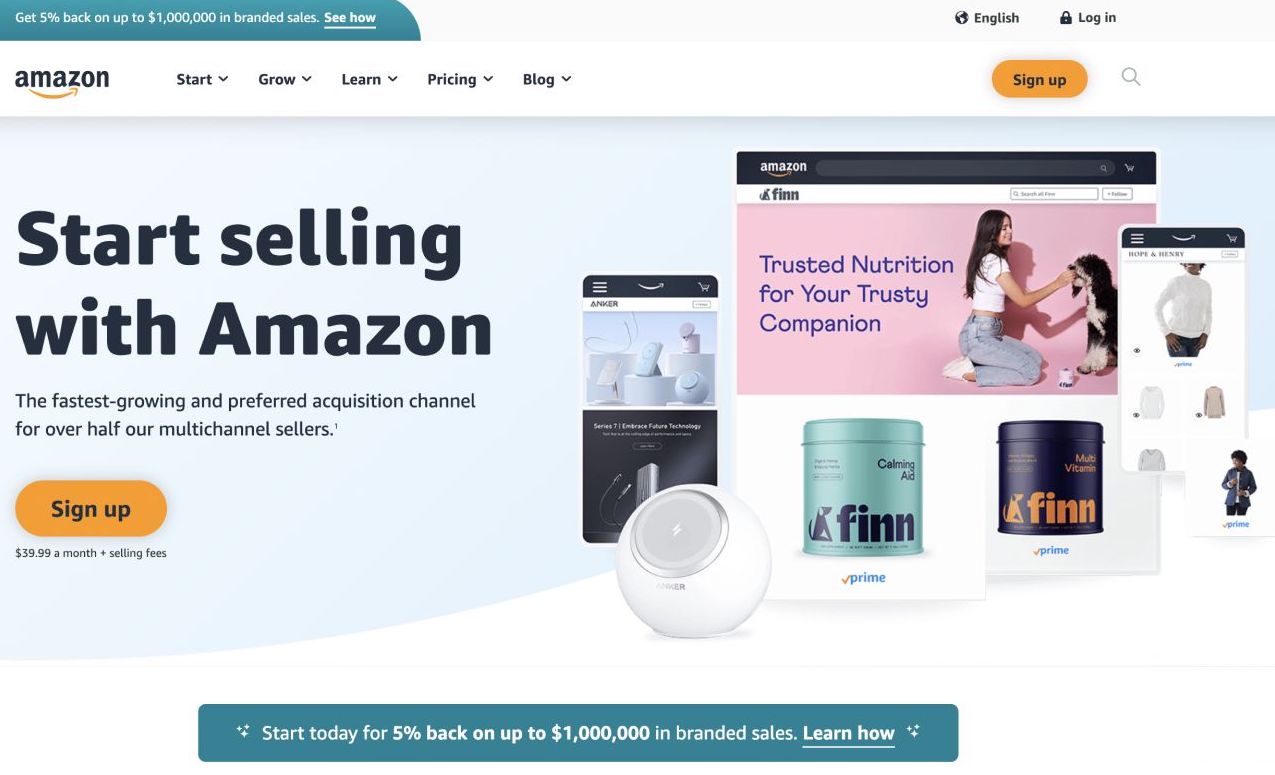 Get 5% back on up to $1,000,000 in branded sales. See how
English
Log in
amazon
Start
Grow
Learn
Pricing
Blog
Sign up
Start selling
with Amazon
The fastest-growing and preferred acquisition channel
for over half our multichannel sellers.¹
Sign up
$39.99 a month + selling fees
ANKER
Series 7 | Embrace Future Technology
ANKER
amazon
finn
Search all Finn
+ Follow
Trusted Nutrition
for Your Trusty
Companion
Calming
Aid
finn
prime
Multi
Vitamin
finn
prime
HOPE & HENRY
prime
prime
Start today for 5% back on up to $1,000,000 in branded sales. Learn how